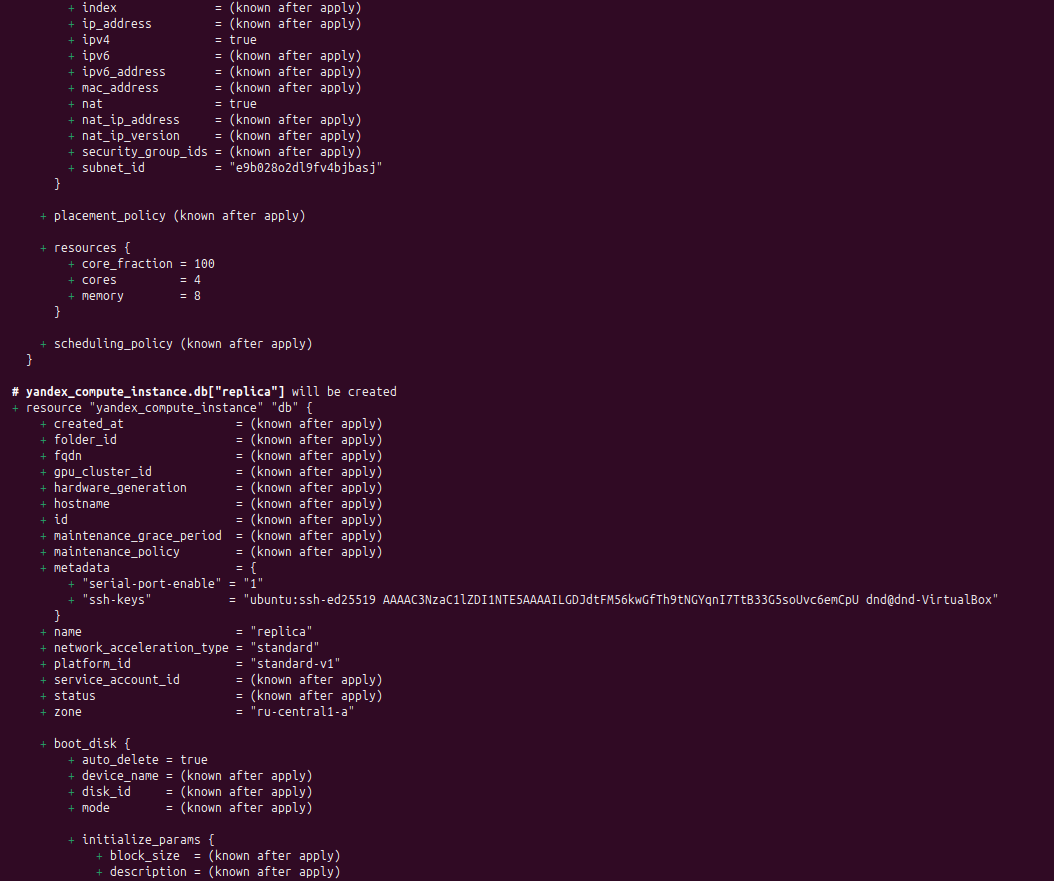 + index              = (known after apply)
+ ip_address         = (known after apply)
+ ipv4               = true
+ ipv6               = (known after apply)
+ ipv6_address       = (known after apply)
+ mac_address        = (known after apply)
+ nat                = true
+ nat_ip_address     = (known after apply)
+ nat_ip_version     = (known after apply)
+ security_group_ids = (known after apply)
+ subnet_id          = "e9b028o2dl9fv4bjbasj"
}
+ placement_policy (known after apply)
+ resources {
+ core_fraction = 100
+ cores         = 4
+ memory        = 8
}
+ scheduling_policy (known after apply)
}
# yandex_compute_instance.db["replica"] will be created
+ resource "yandex_compute_instance" "db" {
+ created_at                = (known after apply)
+ folder_id                 = (known after apply)
+ fqdn                      = (known after apply)
+ gpu_cluster_id            = (known after apply)
+ hardware_generation       = (known after apply)
+ hostname                  = (known after apply)
+ id                        = (known after apply)
+ maintenance_grace_period  = (known after apply)
+ maintenance_policy        = (known after apply)
+ metadata                  = {
+ "serial-port-enable" = "1"
+ "ssh-keys"           = "ubuntu:ssh-ed25519 AAAAC3NzaC1lZDI1NTE5AAAAILGDJdtFM56kwGfTh9tNGYqnI7TtB33G5soUvc6emCpU dnd@dnd-VirtualBox"
}
+ name                      = "replica"
+ network_acceleration_type = "standard"
+ platform_id               = "standard-v1"
+ service_account_id        = (known after apply)
+ status                    = (known after apply)
+ zone                      = "ru-central1-a"
+ boot_disk {
+ auto_delete = true
+ device_name = (known after apply)
+ disk_id     = (known after apply)
+ mode        = (known after apply)
+ initialize_params {
+ block_size  = (known after apply)
+ description = (known after apply)